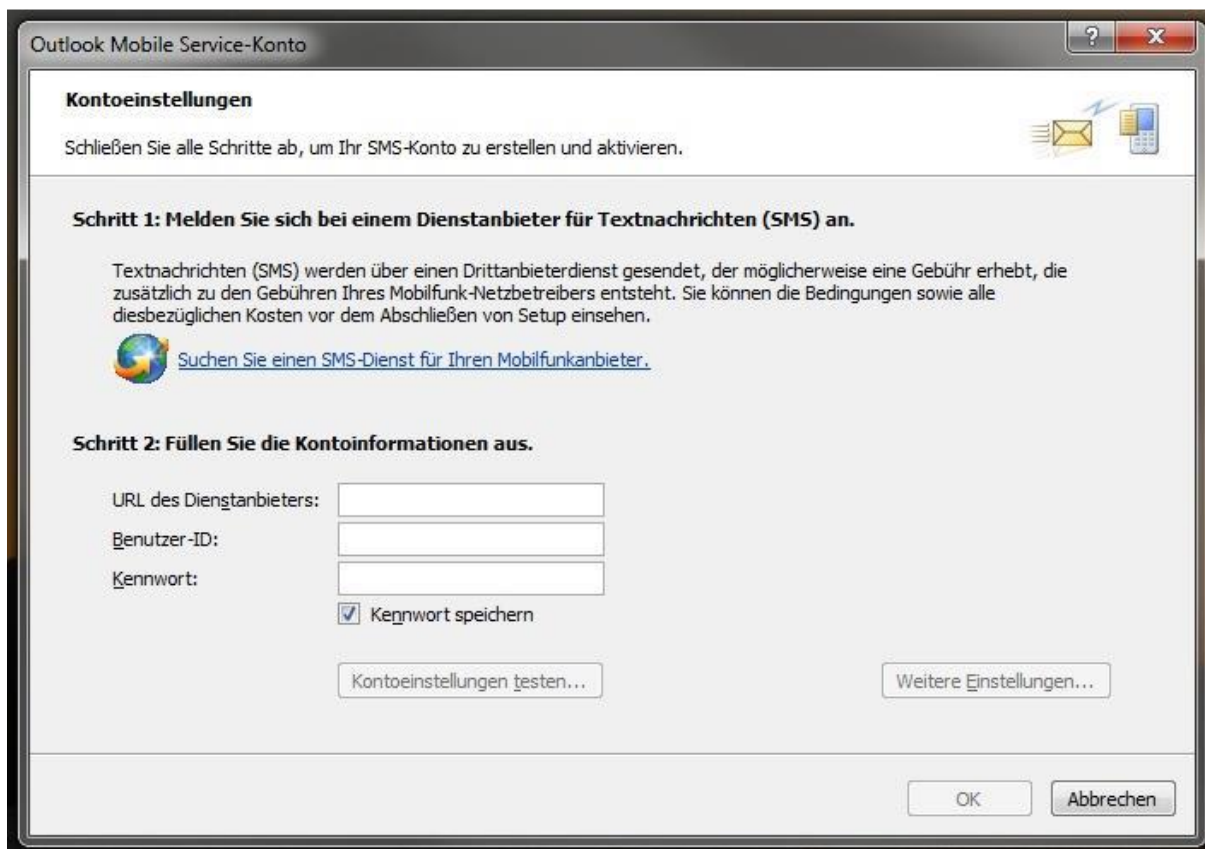 Outlook Mobile Service-Konto
Kontoeinstellungen
Schließen Sie alle Schritte ab, um Ihr SMS-Konto zu erstellen und aktivieren.
Schritt 1: Melden Sie sich bei einem Dienstanbieter für Textnachrichten (SMS) an.
Textnachrichten (SMS) werden über einen Drittanbieterdienst gesendet, der möglicherweise eine Gebühr erhebt, die
zusätzlich zu den Gebühren Ihres Mobilfunk-Netzbetreibers entsteht. Sie können die Bedingungen sowie alle
diesbezüglichen Kosten vor dem Abschließen von Setup einsehen.
Suchen Sie einen SMS-Dienst für Ihren Mobilfunkanbieter.
Schritt 2: Füllen Sie die Kontoinformationen aus.
URL des Dienstanbieters:
Benutzer-ID:
Kennwort:
Kennwort speichern
Kontoeinstellungen testen... Weitere Einstellungen...
OK Abbrechen